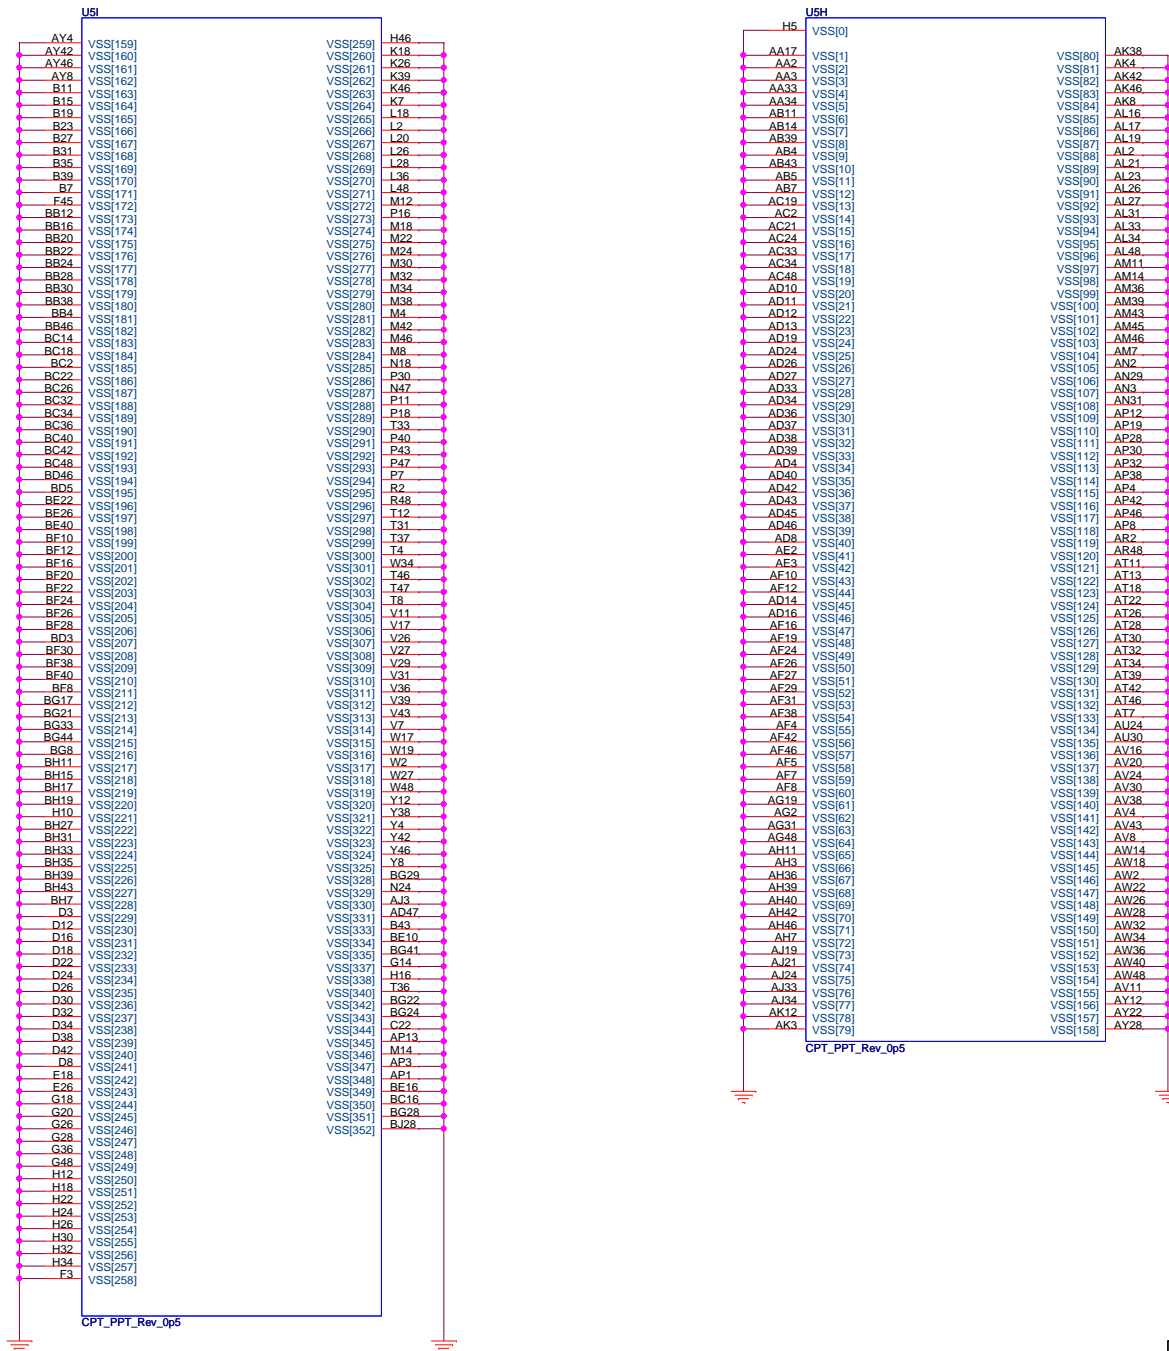 U5I
AY4 VSS[159]
AY42 VSS[160]
AY46 VSS[161]
AY8 VSS[162]
B11 VSS[163]
B15 VSS[164]
B19 VSS[165]
B23 VSS[166]
B27 VSS[167]
B31 VSS[168]
B35 VSS[169]
B39 VSS[170]
B7 VSS[171]
F45 VSS[172]
BB12 VSS[173]
BB16 VSS[174]
BB20 VSS[175]
BB22 VSS[176]
BB24 VSS[177]
BB28 VSS[178]
BB30 VSS[179]
BB38 VSS[180]
BB4 VSS[181]
BB46 VSS[182]
BC14 VSS[183]
BC18 VSS[184]
BC2 VSS[185]
BC22 VSS[186]
BC26 VSS[187]
BC32 VSS[188]
BC34 VSS[189]
BC36 VSS[190]
BC40 VSS[191]
BC42 VSS[192]
BC48 VSS[193]
BD46 VSS[194]
BD5 VSS[195]
BE22 VSS[196]
BE26 VSS[197]
BE40 VSS[198]
BF10 VSS[199]
BF12 VSS[200]
BF16 VSS[201]
BF20 VSS[202]
BF22 VSS[203]
BF24 VSS[204]
BF26 VSS[205]
BF28 VSS[206]
BD3 VSS[207]
BF30 VSS[208]
BF38 VSS[209]
BF40 VSS[210]
BF8 VSS[211]
BG17 VSS[212]
BG21 VSS[213]
BG33 VSS[214]
BG44 VSS[215]
BG8 VSS[216]
BH11 VSS[217]
BH15 VSS[218]
BH17 VSS[219]
BH19 VSS[220]
H10 VSS[221]
BH27 VSS[222]
BH31 VSS[223]
BH33 VSS[224]
BH35 VSS[225]
BH39 VSS[226]
BH43 VSS[227]
BH7 VSS[228]
D3 VSS[229]
D12 VSS[230]
D16 VSS[231]
D18 VSS[232]
D22 VSS[233]
D24 VSS[234]
D26 VSS[235]
D30 VSS[236]
D32 VSS[237]
D34 VSS[238]
D38 VSS[239]
D42 VSS[240]
D8 VSS[241]
E18 VSS[242]
E26 VSS[243]
G18 VSS[244]
G20 VSS[245]
G26 VSS[246]
G28 VSS[247]
G36 VSS[248]
G48 VSS[249]
H12 VSS[250]
H18 VSS[251]
H22 VSS[252]
H24 VSS[253]
H26 VSS[254]
H30 VSS[255]
H32 VSS[256]
H34 VSS[257]
F3 VSS[258]
VSS[259] H46
VSS[260] K18
VSS[261] K26
VSS[262] K39
VSS[263] K46
VSS[264] K7
VSS[265] L18
VSS[266] L2
VSS[267] L20
VSS[268] L26
VSS[269] L28
VSS[270] L36
VSS[271] L48
VSS[272] M12
VSS[273] P16
VSS[274] M18
VSS[275] M22
VSS[276] M24
VSS[277] M30
VSS[278] M32
VSS[279] M34
VSS[280] M38
VSS[281] M4
VSS[282] M42
VSS[283] M46
VSS[284] M8
VSS[285] N18
VSS[286] P30
VSS[287] N47
VSS[288] P11
VSS[289] P18
VSS[290] T33
VSS[291] P40
VSS[292] P43
VSS[293] P47
VSS[294] P7
VSS[295] R2
VSS[296] R48
VSS[297] T12
VSS[298] T31
VSS[299] T37
VSS[300] T4
VSS[301] W34
VSS[302] T46
VSS[303] T47
VSS[304] T8
VSS[305] V11
VSS[306] V17
VSS[307] V26
VSS[308] V27
VSS[309] V29
VSS[310] V31
VSS[311] V36
VSS[312] V39
VSS[313] V43
VSS[314] V7
VSS[315] W17
VSS[316] W19
VSS[317] W2
VSS[318] W27
VSS[319] W48
VSS[320] Y12
VSS[321] Y38
VSS[322] Y4
VSS[323] Y42
VSS[324] Y46
VSS[325] Y8
VSS[328] BG29
VSS[329] N24
VSS[330] AJ3
VSS[331] AD47
VSS[333] B43
VSS[334] BE10
VSS[335] BG41
VSS[337] G14
VSS[338] H16
VSS[340] T36
VSS[342] BG22
VSS[343] BG24
VSS[344] C22
VSS[345] AP13
VSS[346] M14
VSS[347] AP3
VSS[348] AP1
VSS[349] BE16
VSS[350] BC16
VSS[351] BG28
VSS[352] BJ28
CPT_PPT_Rev_0p5
U5H
H5 VSS[0]
AA17 VSS[1]
AA2 VSS[2]
AA3 VSS[3]
AA33 VSS[4]
AA34 VSS[5]
AB11 VSS[6]
AB14 VSS[7]
AB39 VSS[8]
AB4 VSS[9]
AB43 VSS[10]
AB5 VSS[11]
AB7 VSS[12]
AC19 VSS[13]
AC2 VSS[14]
AC21 VSS[15]
AC24 VSS[16]
AC33 VSS[17]
AC34 VSS[18]
AC48 VSS[19]
AD10 VSS[20]
AD11 VSS[21]
AD12 VSS[22]
AD13 VSS[23]
AD19 VSS[24]
AD24 VSS[25]
AD26 VSS[26]
AD27 VSS[27]
AD33 VSS[28]
AD34 VSS[29]
AD36 VSS[30]
AD37 VSS[31]
AD38 VSS[32]
AD39 VSS[33]
AD4 VSS[34]
AD40 VSS[35]
AD42 VSS[36]
AD43 VSS[37]
AD45 VSS[38]
AD46 VSS[39]
AD8 VSS[40]
AE2 VSS[41]
AE3 VSS[42]
AF10 VSS[43]
AF12 VSS[44]
AD14 VSS[45]
AD16 VSS[46]
AF16 VSS[47]
AF19 VSS[48]
AF24 VSS[49]
AF26 VSS[50]
AF27 VSS[51]
AF29 VSS[52]
AF31 VSS[53]
AF38 VSS[54]
AF4 VSS[55]
AF42 VSS[56]
AF46 VSS[57]
AF5 VSS[58]
AF7 VSS[59]
AF8 VSS[60]
AG19 VSS[61]
AG2 VSS[62]
AG31 VSS[63]
AG48 VSS[64]
AH11 VSS[65]
AH3 VSS[66]
AH36 VSS[67]
AH39 VSS[68]
AH40 VSS[69]
AH42 VSS[70]
AH46 VSS[71]
AH7 VSS[72]
AJ19 VSS[73]
AJ21 VSS[74]
AJ24 VSS[75]
AJ33 VSS[76]
AJ34 VSS[77]
AK12 VSS[78]
AK3 VSS[79]
VSS[80] AK38
VSS[81] AK4
VSS[82] AK42
VSS[83] AK46
VSS[84] AK8
VSS[85] AL16
VSS[86] AL17
VSS[87] AL19
VSS[88] AL2
VSS[89] AL21
VSS[90] AL23
VSS[91] AL26
VSS[92] AL27
VSS[93] AL31
VSS[94] AL33
VSS[95] AL34
VSS[96] AL48
VSS[97] AM11
VSS[98] AM14
VSS[99] AM36
VSS[100] AM39
VSS[101] AM43
VSS[102] AM45
VSS[103] AM46
VSS[104] AM7
VSS[105] AN2
VSS[106] AN29
VSS[107] AN3
VSS[108] AN31
VSS[109] AP12
VSS[110] AP19
VSS[111] AP28
VSS[112] AP30
VSS[113] AP32
VSS[114] AP38
VSS[115] AP4
VSS[116] AP42
VSS[117] AP46
VSS[118] AP8
VSS[119] AR2
VSS[120] AR48
VSS[121] AT11
VSS[122] AT13
VSS[123] AT18
VSS[124] AT22
VSS[125] AT26
VSS[126] AT28
VSS[127] AT30
VSS[128] AT32
VSS[129] AT34
VSS[130] AT39
VSS[131] AT42
VSS[132] AT46
VSS[133] AT7
VSS[134] AU24
VSS[135] AU30
VSS[136] AV16
VSS[137] AV20
VSS[138] AV24
VSS[139] AV30
VSS[140] AV38
VSS[141] AV4
VSS[142] AV43
VSS[143] AV8
VSS[144] AW14
VSS[145] AW18
VSS[146] AW2
VSS[147] AW22
VSS[148] AW26
VSS[149] AW28
VSS[150] AW32
VSS[151] AW34
VSS[152] AW36
VSS[153] AW40
VSS[154] AW48
VSS[155] AV11
VSS[156] AY12
VSS[157] AY22
VSS[158] AY28
CPT_PPT_Rev_0p5